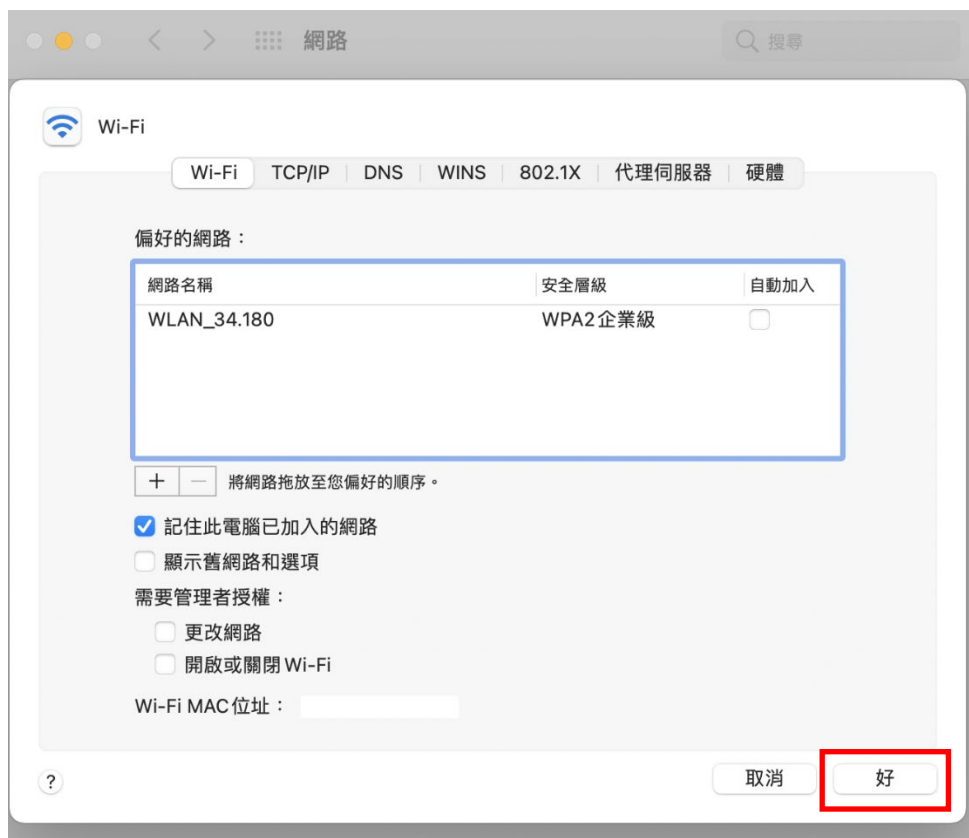 網路
搜尋
Wi-Fi
Wi-Fi TCP/IP DNS WINS 802.1X 代理伺服器 硬體
偏好的網路：
網路名稱 安全層級 自動加入
WLAN_34.180 WPA2企業級
+ − 將網路拖放至您偏好的順序。
記住此電腦已加入的網路
顯示舊網路和選項
需要管理者授權：
更改網路
開啟或關閉 Wi-Fi
Wi-Fi MAC位址：
? 取消 好